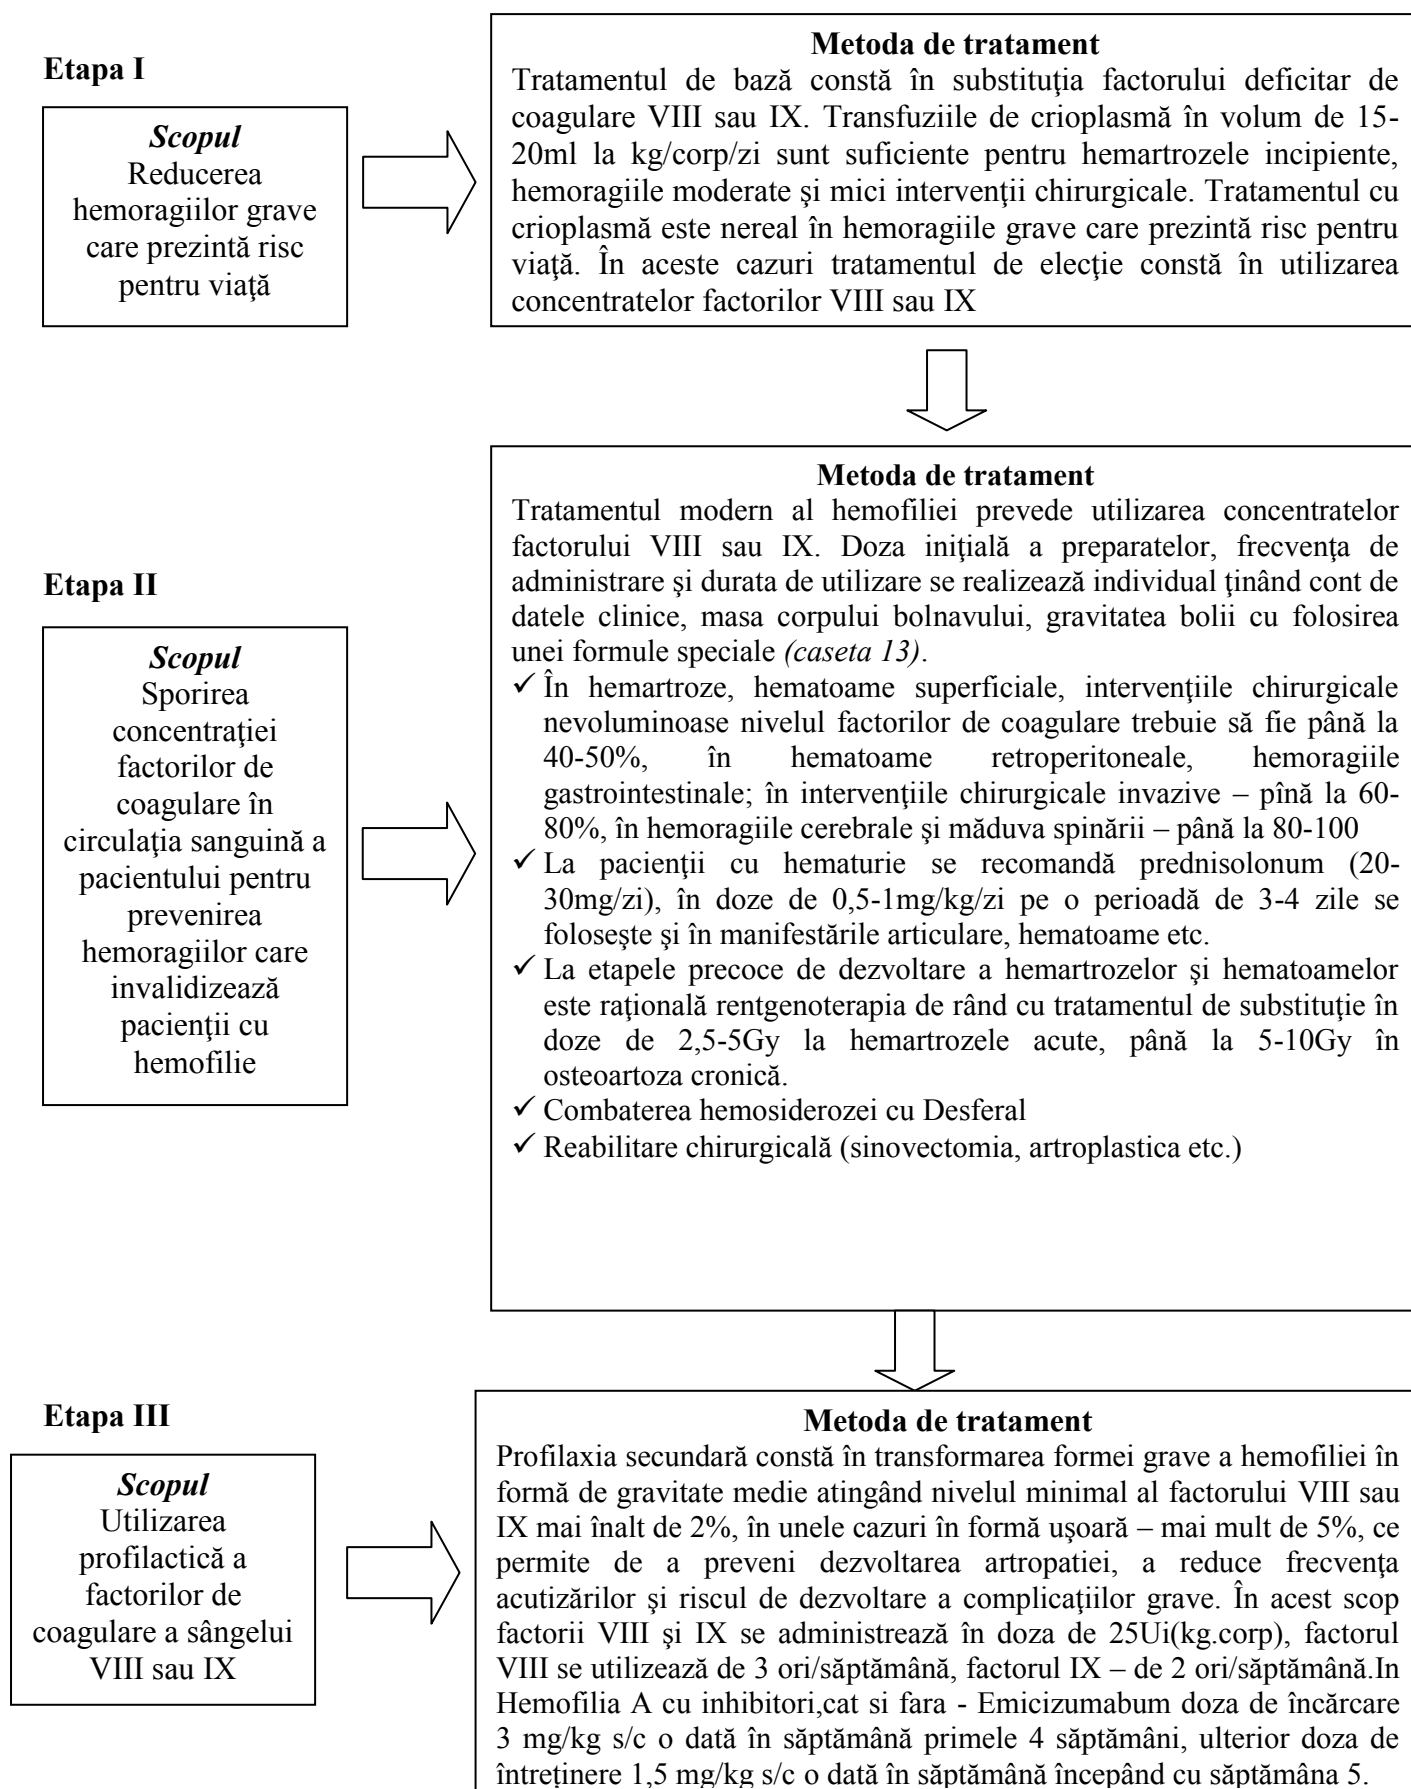 Etapa I
Scopul
Reducerea
hemoragiilor grave
care prezintă risc
pentru viaţă
Metoda de tratament
Tratamentul de bază constă în substituţia factorului deficitar de
coagulare VIII sau IX. Transfuziile de crioplasmă în volum de 15-
20ml la kg/corp/zi sunt suficiente pentru hemartrozele incipiente,
hemoragiile moderate şi mici intervenţii chirurgicale. Tratamentul cu
crioplasmă este nereal în hemoragiile grave care prezintă risc pentru
viaţă. În aceste cazuri tratamentul de elecţie constă în utilizarea
concentratelor factorilor VIII sau IX
Etapa II
Scopul
Sporirea
concentraţiei
factorilor de
coagulare în
circulaţia sanguină a
pacientului pentru
prevenirea
hemoragiilor care
invalidizează
pacienţii cu
hemofilie
Metoda de tratament
Tratamentul modern al hemofiliei prevede utilizarea concentratelor
factorului VIII sau IX. Doza iniţială a preparatelor, frecvenţa de
administrare şi durata de utilizare se realizează individual ţinând cont de
datele clinice, masa corpului bolnavului, gravitatea bolii cu folosirea
unei formule speciale (caseta 13).
✓ În hemartroze, hematoame superficiale, intervenţiile chirurgicale
nevoluminoase nivelul factorilor de coagulare trebuie să fie până la
40-50%, în hematoame retroperitoneale, hemoragiile
gastrointestinale; în intervenţiile chirurgicale invazive – pînă la 60-
80%, în hemoragiile cerebrale şi măduva spinării – până la 80-100
✓ La pacienţii cu hematurie se recomandă prednisolonum (20-
30mg/zi), în doze de 0,5-1mg/kg/zi pe o perioadă de 3-4 zile se
foloseşte şi în manifestările articulare, hematoame etc.
✓ La etapele precoce de dezvoltare a hemartrozelor şi hematoamelor
este raţională rentgenoterapia de rând cu tratamentul de substituţie în
doze de 2,5-5Gy la hemartrozele acute, până la 5-10Gy în
osteoartoza cronică.
✓ Combaterea hemosiderozei cu Desferal
✓ Reabilitare chirurgicală (sinovectomia, artroplastica etc.)
Etapa III
Scopul
Utilizarea
profilactică a
factorilor de
coagulare a sângelui
VIII sau IX
Metoda de tratament
Profilaxia secundară constă în transformarea formei grave a hemofiliei în
formă de gravitate medie atingând nivelul minimal al factorului VIII sau
IX mai înalt de 2%, în unele cazuri în formă uşoară – mai mult de 5%, ce
permite de a preveni dezvoltarea artropatiei, a reduce frecvenţa
acutizărilor şi riscul de dezvoltare a complicaţiilor grave. În acest scop
factorii VIII şi IX se administrează în doza de 25Ui(kg.corp), factorul
VIII se utilizează de 3 ori/săptămână, factorul IX – de 2 ori/săptămână.In
Hemofilia A cu inhibitori,cat si fara - Emicizumabum doza de încărcare
3 mg/kg s/c o dată în săptămână primele 4 săptămâni, ulterior doza de
întreținere 1,5 mg/kg s/c o dată în săptămână începând cu săptămâna 5.